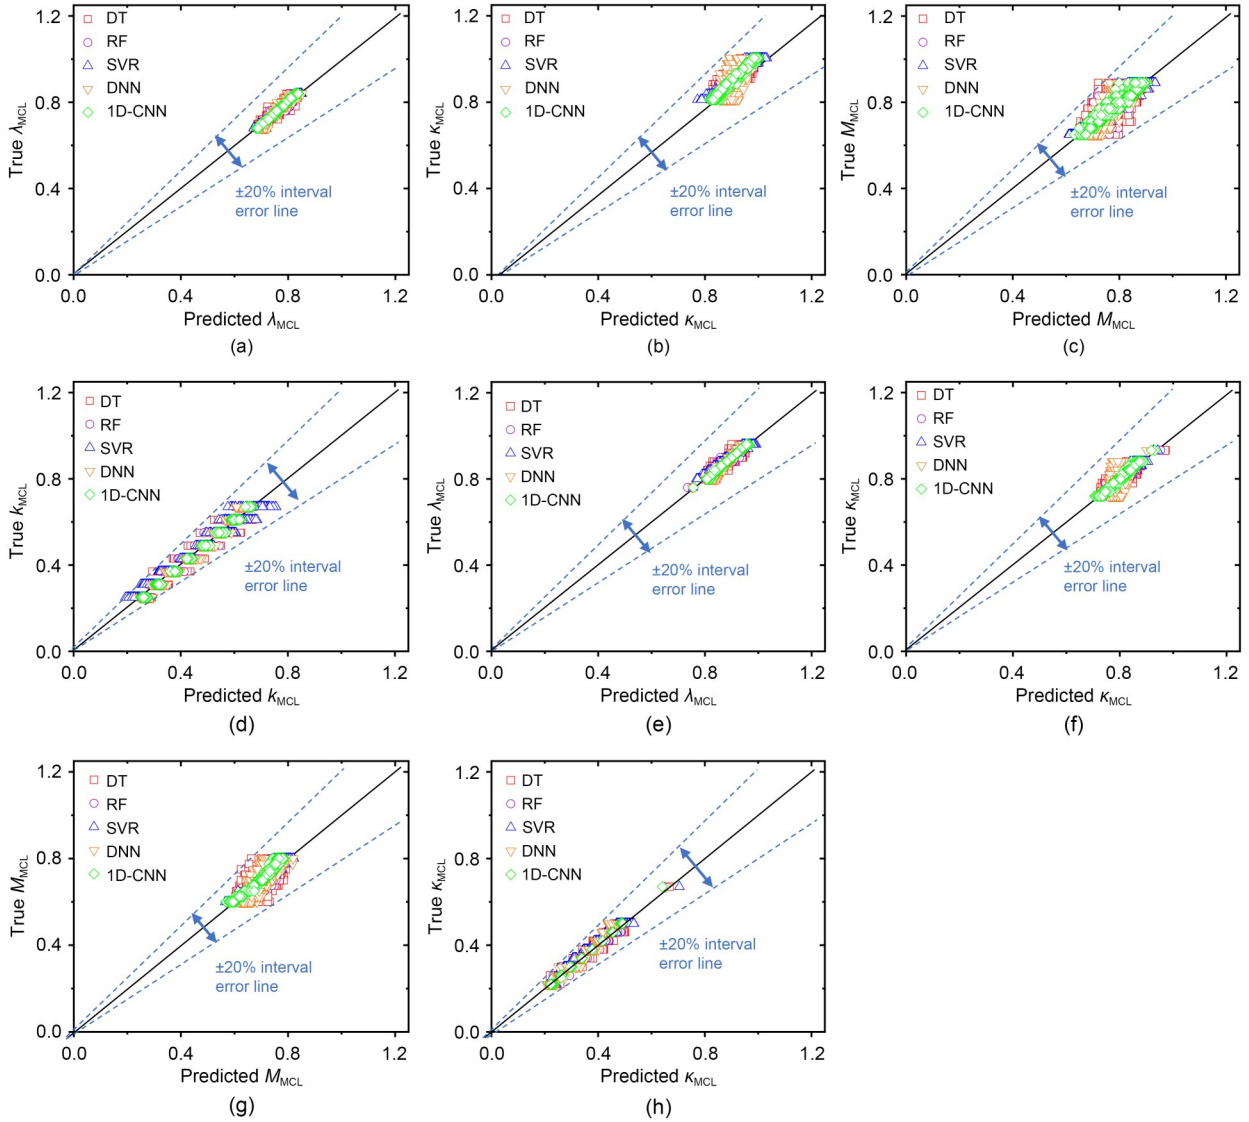 1.2
0.8
0.4
0.0
True λMCL
DT
RF
SVR
DNN
1D-CNN
±20% interval
error line
0.0 0.4 0.8 1.2
Predicted λMCL
(a)
1.2
0.8
0.4
0.0
True κMCL
DT
RF
SVR
DNN
1D-CNN
±20% interval
error line
0.0 0.4 0.8 1.2
Predicted κMCL
(b)
1.2
0.8
0.4
0.0
True MMCL
DT
RF
SVR
DNN
1D-CNN
±20% interval
error line
0.0 0.4 0.8 1.2
Predicted MMCL
(c)
1.2
0.8
0.4
0.0
True kMCL
DT
RF
SVR
DNN
1D-CNN
±20% interval
error line
0.0 0.4 0.8 1.2
Predicted kMCL
(d)
1.2
0.8
0.4
0.0
True λMCL
DT
RF
SVR
DNN
1D-CNN
±20% interval
error line
0.0 0.4 0.8 1.2
Predicted λMCL
(e)
1.2
0.8
0.4
0.0
True κMCL
DT
RF
SVR
DNN
1D-CNN
±20% interval
error line
0.0 0.4 0.8 1.2
Predicted κMCL
(f)
1.2
0.8
0.4
0.0
True MMCL
DT
RF
SVR
DNN
1D-CNN
±20% interval
error line
0.0 0.4 0.8 1.2
Predicted MMCL
(g)
1.2
0.8
0.4
0.0
True κMCL
DT
RF
SVR
DNN
1D-CNN
±20% interval
error line
0.0 0.4 0.8 1.2
Predicted κMCL
(h)